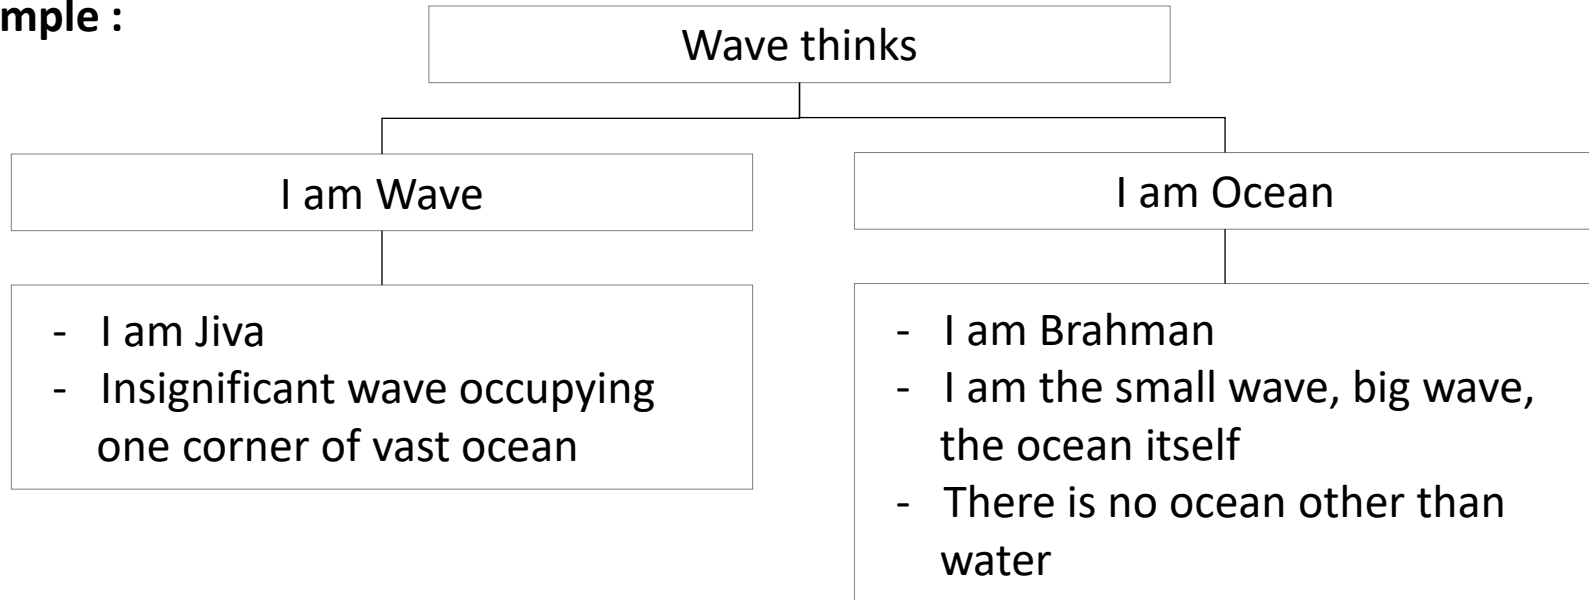 mple :
Wave thinks
I am Wave
I am Ocean
- I am Jiva
- Insignificant wave occupying
one corner of vast ocean
- I am Brahman
- I am the small wave, big wave,
the ocean itself
- There is no ocean other than
water